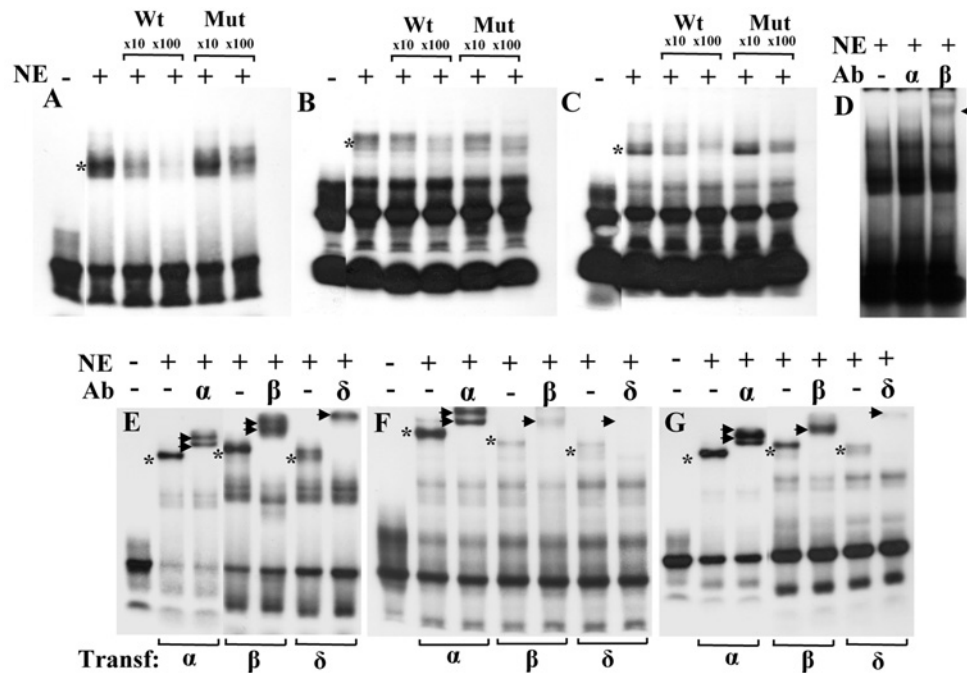 Wt Mut Wt Mut Wt Mut NE + + +
x10 x100 x10 x100 x10 x100 x10 x100 x10 x100 x10 x100 Ab - α β
NE - + + + + + - + + + + + - + + + + +
A B C D
* * *
NE - + + + + + + - + + + + + + - + + + + + +
Ab - - α - β - δ - - α - β - δ - - α - β - δ
E F G
* * * * * * * * *
Transf: α β δ α β δ α β δ